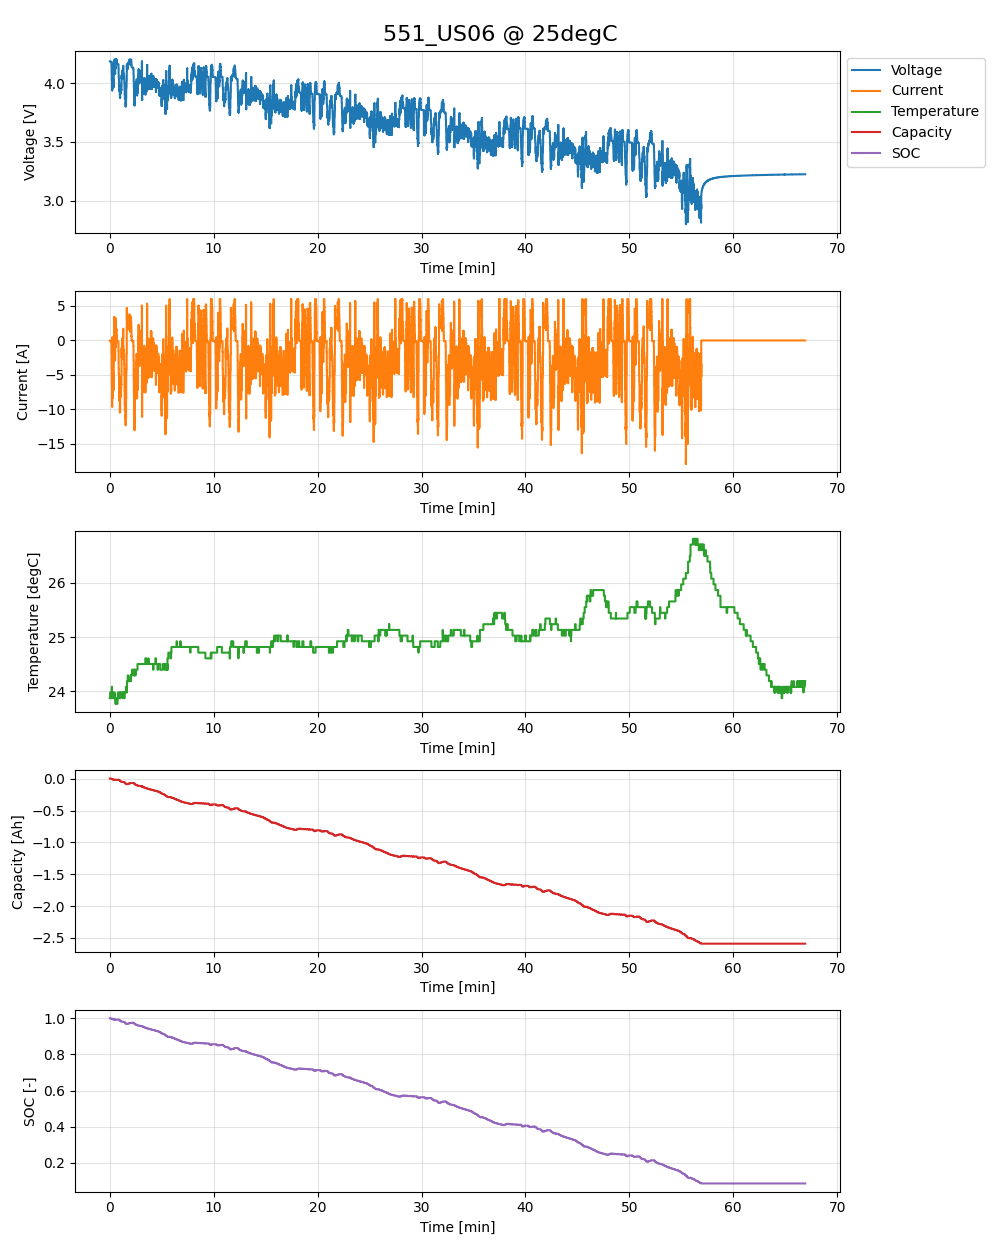 551_US06 @ 25degC
Voltage
Current
Temperature
Capacity
SOC
4.0
3.5
3.0
Voltage [V]
0 10 20 30 40 50 60 70
Time [min]
5
0
−5
−10
−15
Current [A]
0 10 20 30 40 50 60 70
Time [min]
26
25
24
Temperature [degC]
0 10 20 30 40 50 60 70
Time [min]
0.0
−0.5
−1.0
−1.5
−2.0
−2.5
Capacity [Ah]
0 10 20 30 40 50 60 70
Time [min]
1.0
0.8
0.6
0.4
0.2
SOC [-]
0 10 20 30 40 50 60 70
Time [min]